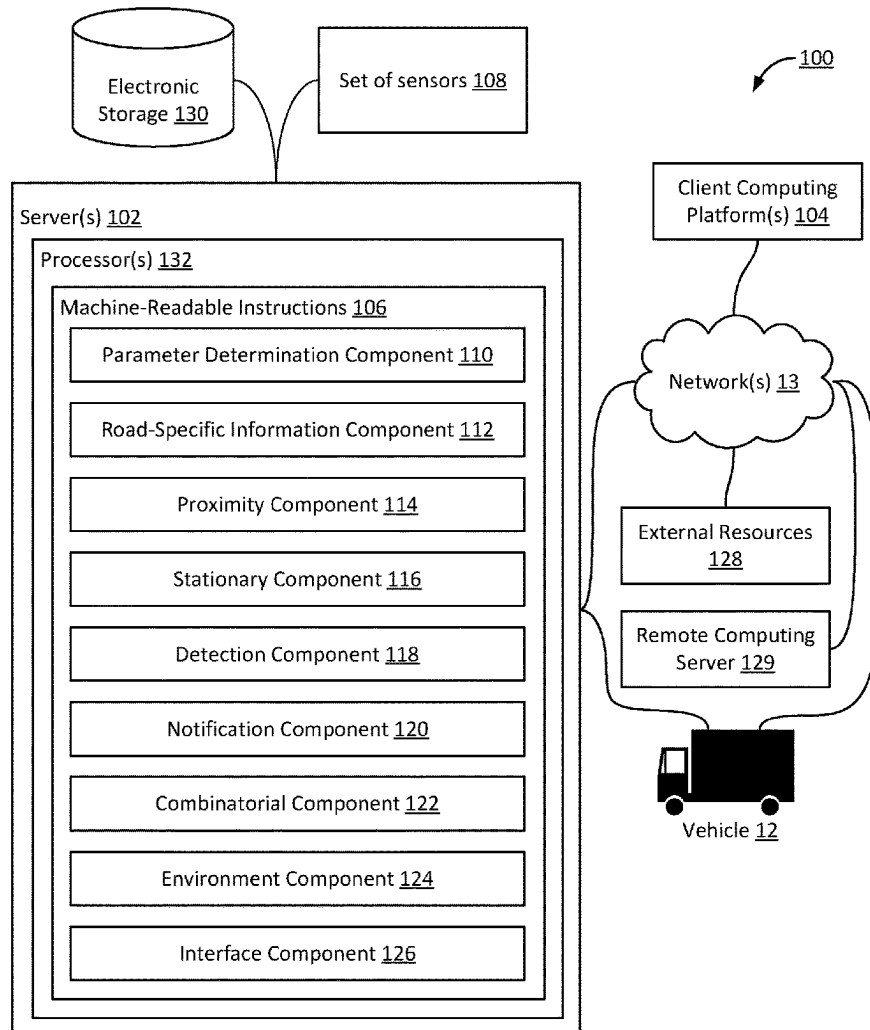 Electronic
Storage 130
Set of sensors 108
100
Server(s) 102
Processor(s) 132
Machine-Readable Instructions 106
Parameter Determination Component 110
Road-Specific Information Component 112
Proximity Component 114
Stationary Component 116
Detection Component 118
Notification Component 120
Combinatorial Component 122
Environment Component 124
Interface Component 126
Client Computing
Platform(s) 104
Network(s) 13
External Resources
128
Remote Computing
Server 129
Vehicle 12